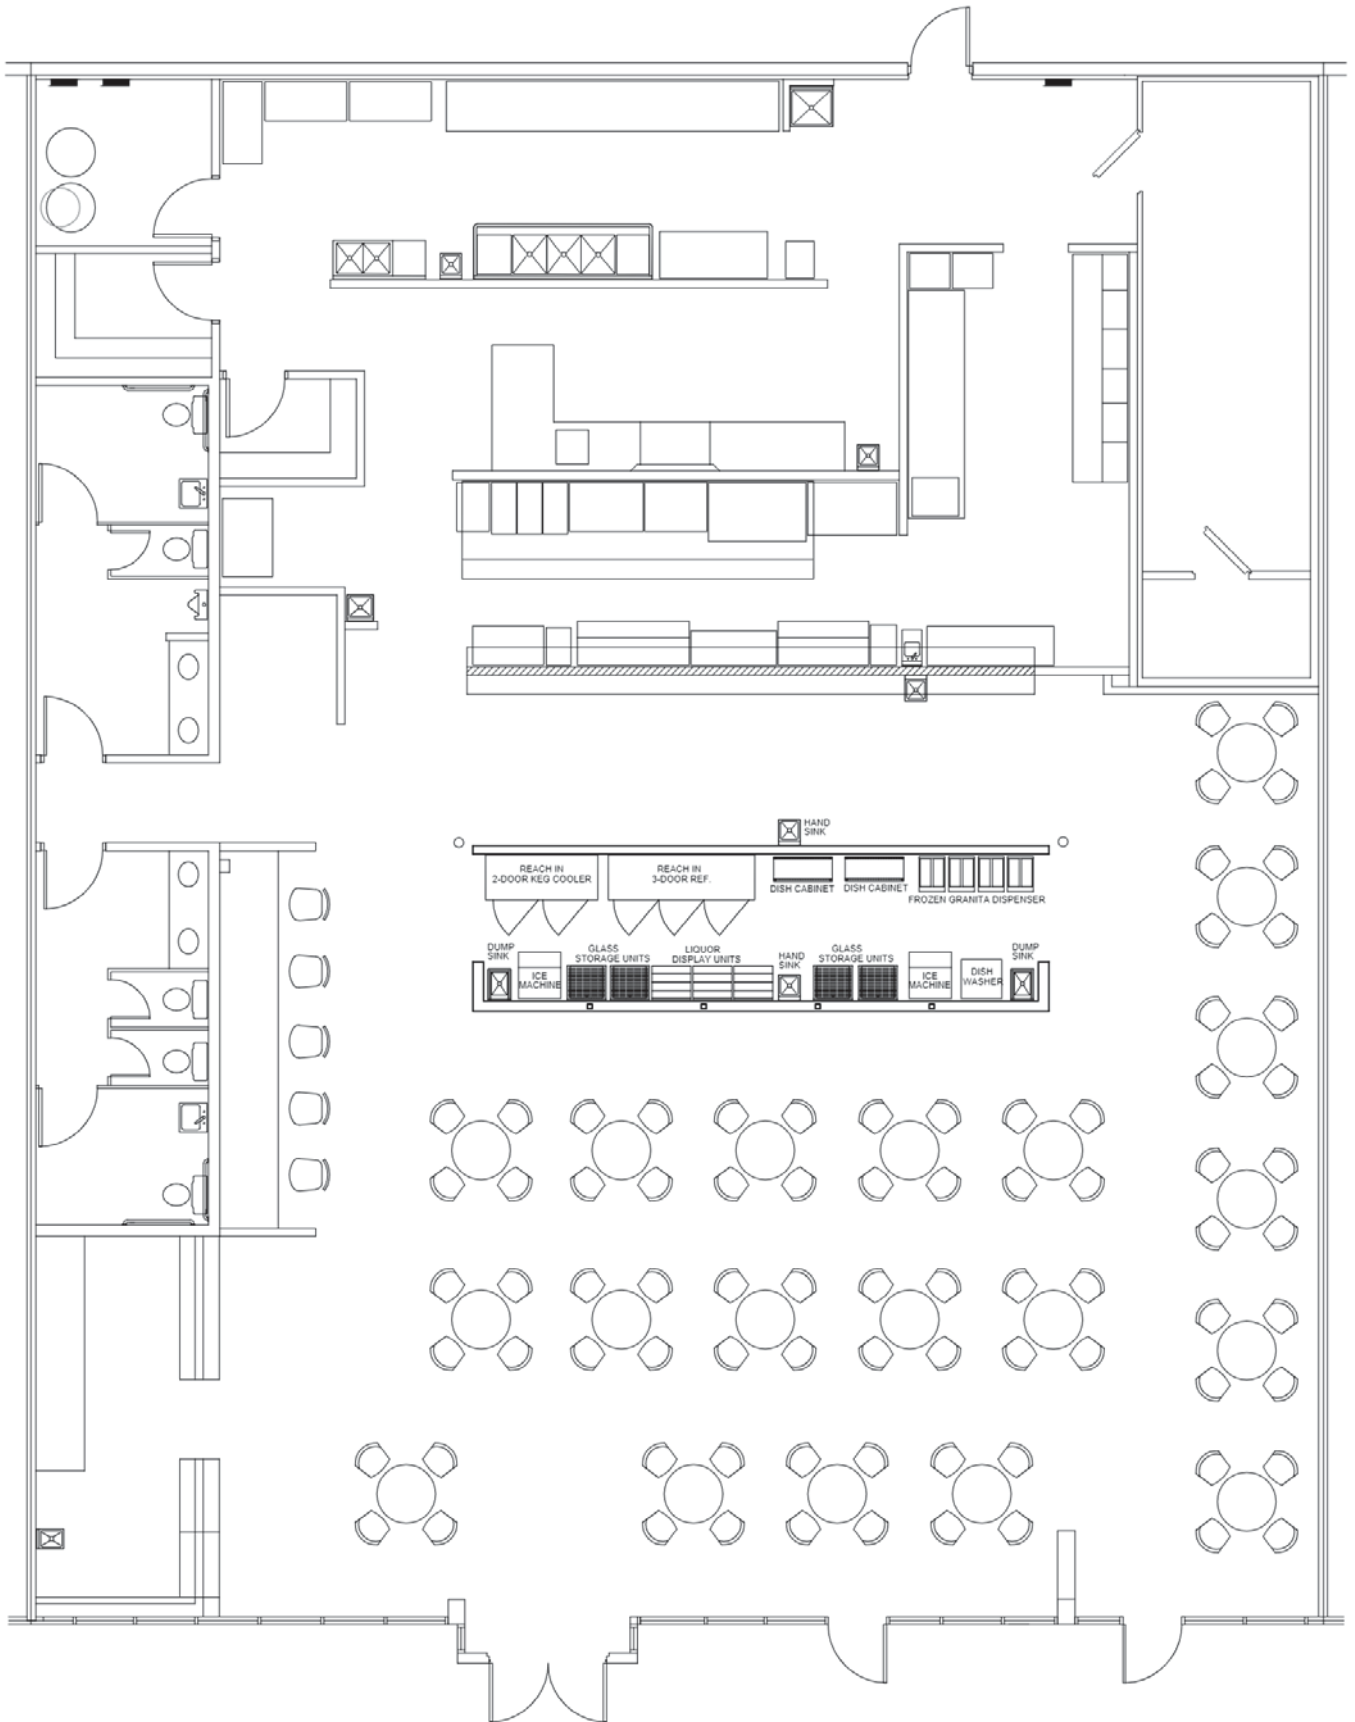 HAND
SINK
REACH IN
2-DOOR KEG COOLER
REACH IN
3-DOOR REF.
DISH CABINET
DISH CABINET
FROZEN GRANITA DISPENSER
DUMP
SINK
ICE
MACHINE
GLASS
STORAGE UNITS
LIQUOR
DISPLAY UNITS
HAND
SINK
GLASS
STORAGE UNITS
ICE
MACHINE
DISH
WASHER
DUMP
SINK